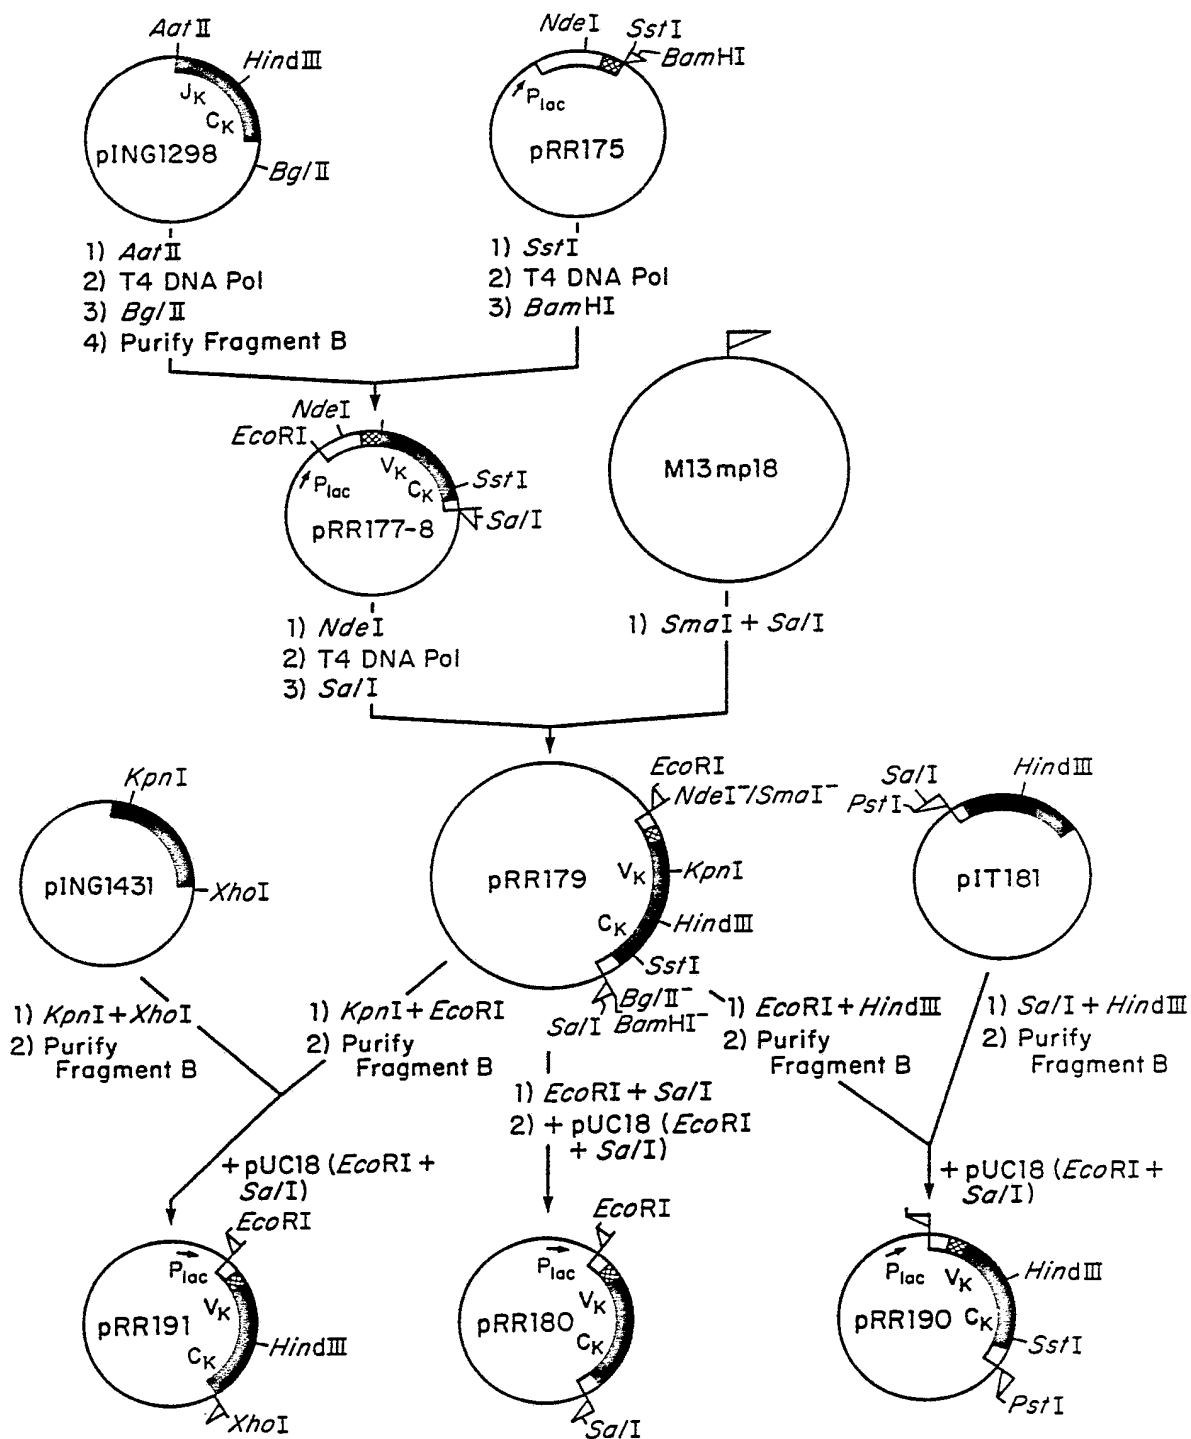 AatII
HindIII
JK
CK
pING1298
BglII
NdeI
SstI
BamHI
Plac
pRR175
1) AatII
2) T4 DNA Pol
3) BglII
4) Purify Fragment B
1) SstI
2) T4 DNA Pol
3) BamHI
NdeI
EcoRI
VK
Plac
CK
SstI
SalI
pRR177-8
M13mp18
1) NdeI
2) T4 DNA Pol
3) SalI
1) SmaI + SalI
KpnI
pING1431
XhoI
EcoRI
NdeI⁻/SmaI⁻
pRR179
VK
KpnI
CK
HindIII
SstI
BglII⁻
SalI BamHI⁻
SalI
HindIII
PstI
pIT181
1) KpnI+XhoI
2) Purify
Fragment B
1) KpnI+EcoRI
2) Purify
Fragment B
1) EcoRI + SalI
2) + pUC18 (EcoRI
+ SalI)
1) EcoRI+HindIII
2) Purify
Fragment B
1) SalI + HindIII
2) Purify
Fragment B
+ pUC18 (EcoRI +
SalI)
+ pUC18 (EcoRI +
SalI)
EcoRI
Plac
VK
pRR191
CK
HindIII
XhoI
EcoRI
Plac
VK
pRR180
CK
SalI
Plac
VK
HindIII
pRR190
CK
SstI
PstI